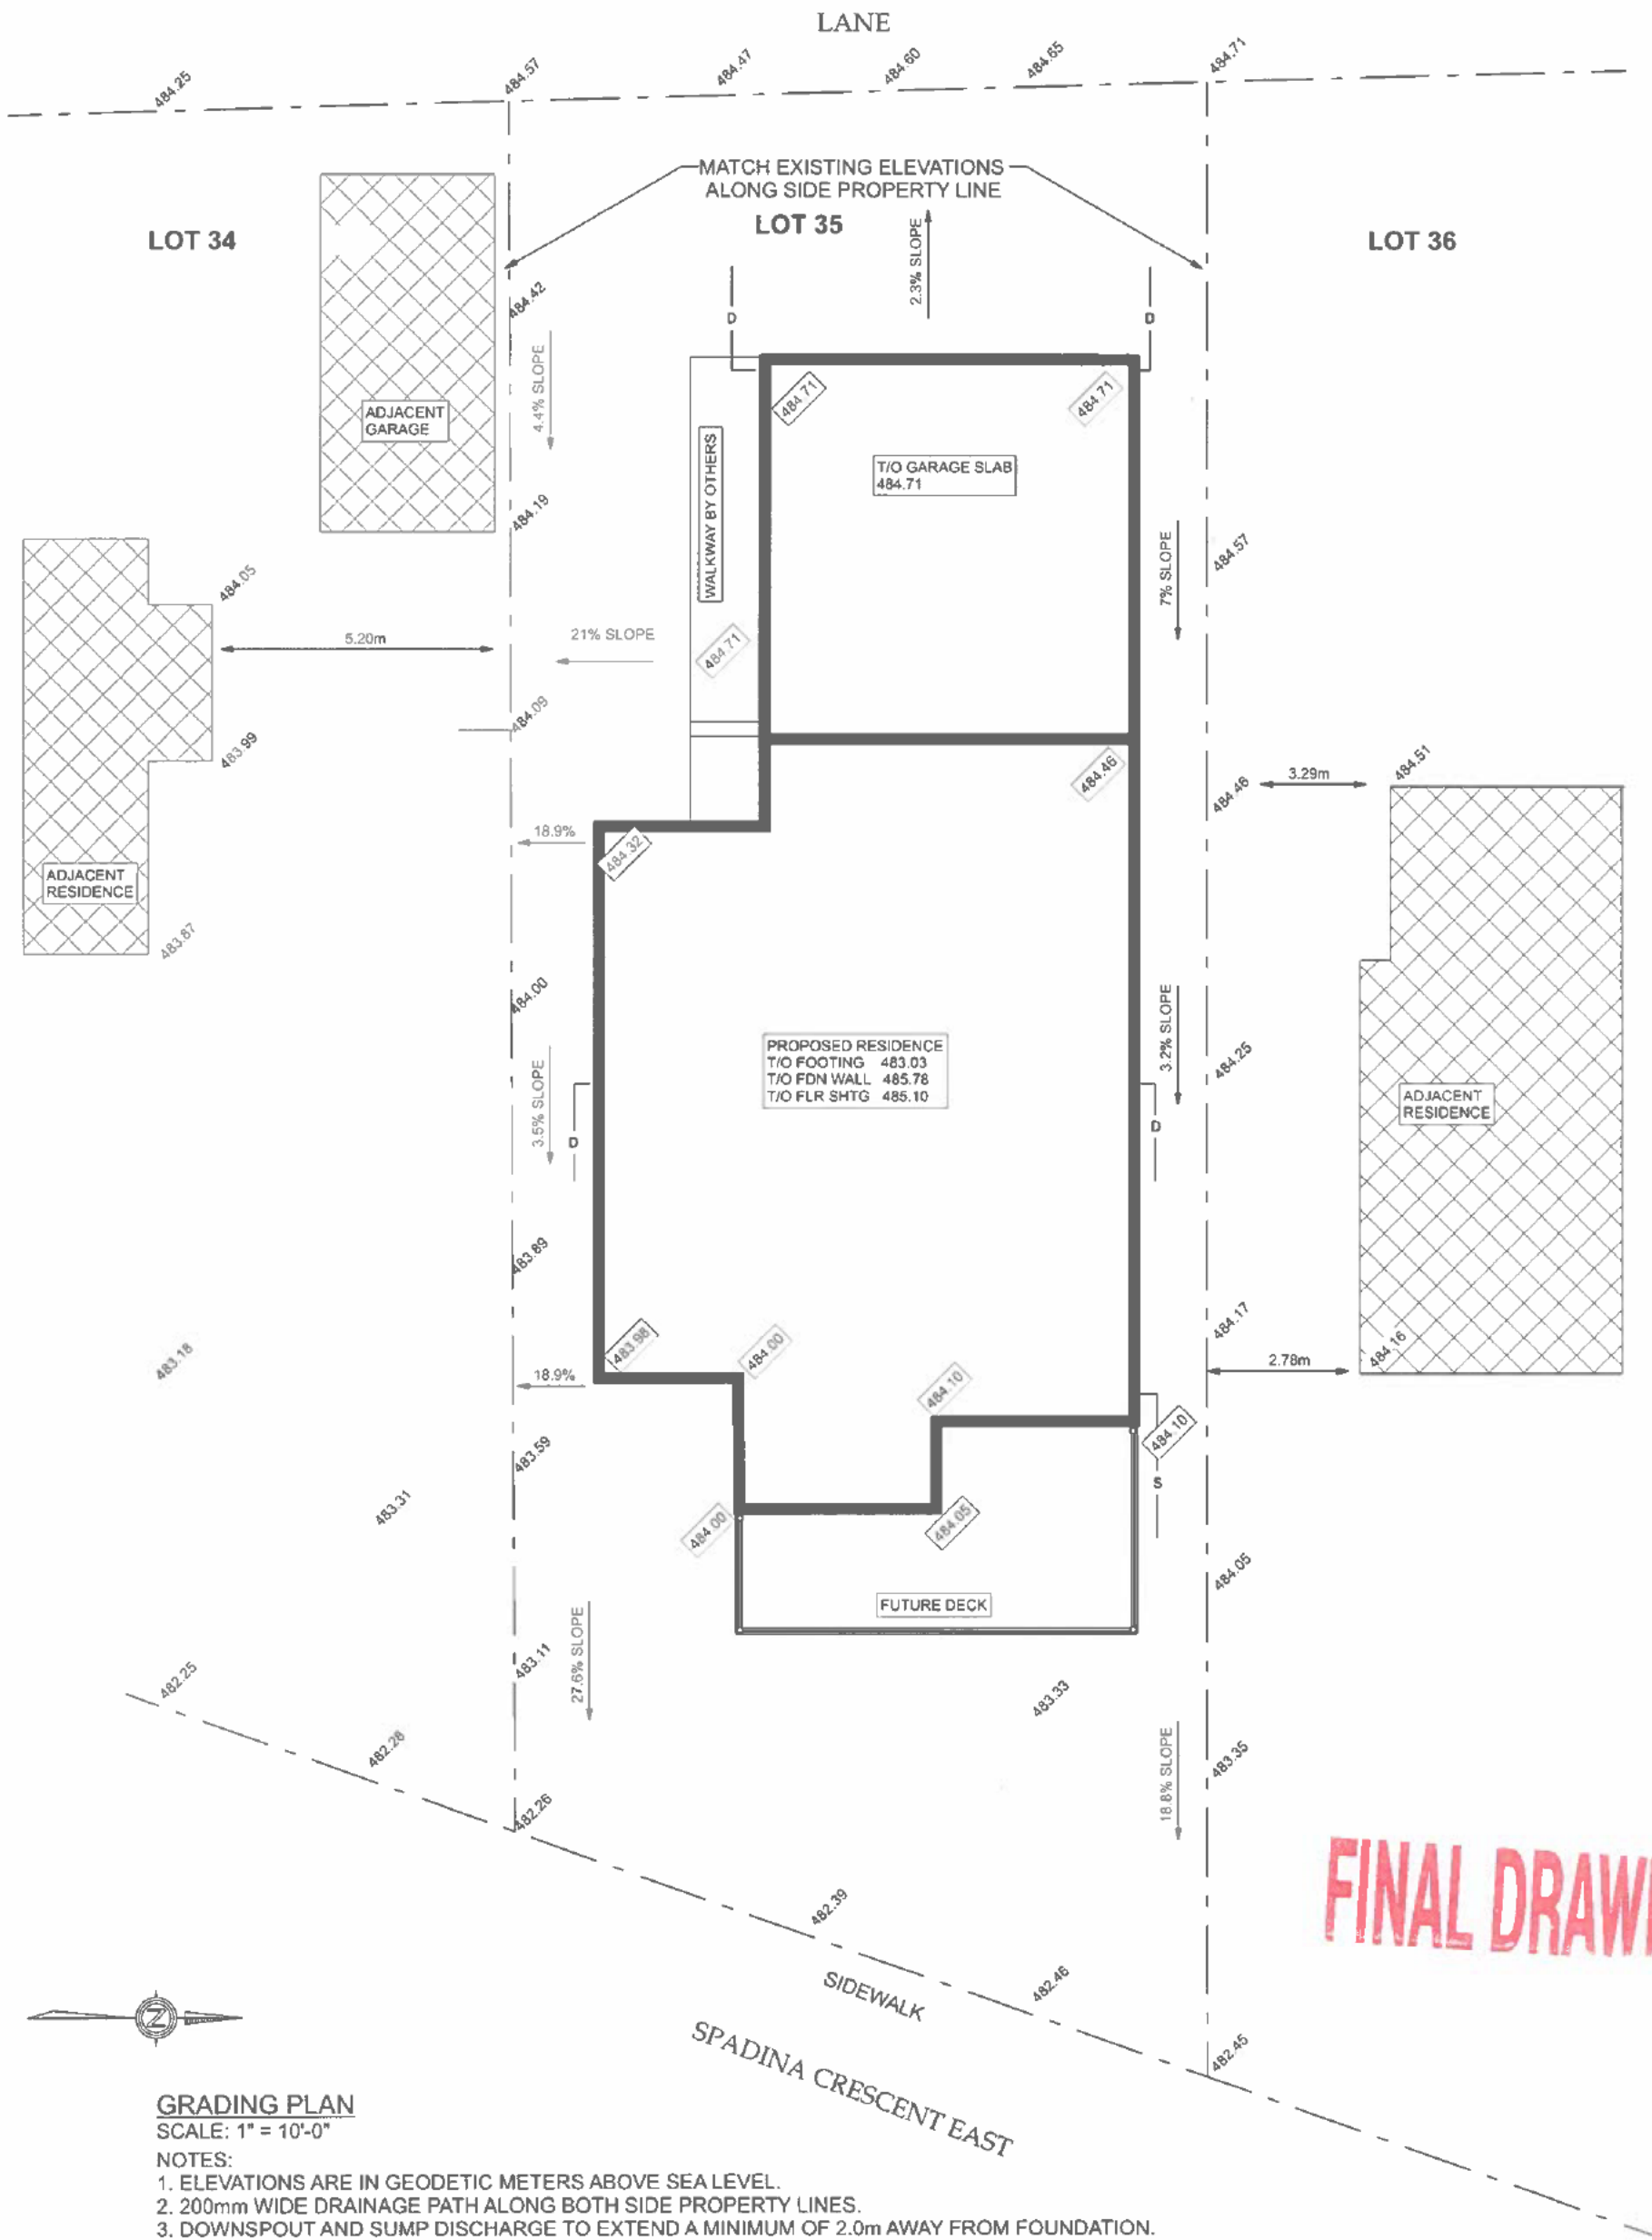 LANE
484.25
484.57
484.47
484.60
484.65
484.71
MATCH EXISTING ELEVATIONS
ALONG SIDE PROPERTY LINE
LOT 34
LOT 35
LOT 36
2.3% SLOPE
484.42
D
D
4.4% SLOPE
484.71
484.71
ADJACENT
GARAGE
WALKWAY BY OTHERS
T/O GARAGE SLAB
484.71
484.19
7% SLOPE
484.57
484.05
5.20m
21% SLOPE
484.71
484.09
483.99
484.46
484.46
3.29m
484.51
18.9%
484.32
ADJACENT
RESIDENCE
483.87
484.00
3.5% SLOPE
D
PROPOSED RESIDENCE
T/O FOOTING 483.03
T/O FDN WALL 485.78
T/O FLR SHTG 485.10
3.2% SLOPE
484.25
D
ADJACENT
RESIDENCE
483.89
484.17
483.18
483.98
484.00
484.16
2.78m
18.9%
484.10
484.10
483.59
S
483.31
484.00
484.05
484.05
FUTURE DECK
27.6% SLOPE
483.11
482.25
483.33
482.28
18.8% SLOPE
483.35
482.26
482.39
FINAL DRAW
SIDEWALK
482.46
SPADINA CRESCENT EAST
482.45
Z
GRADING PLAN
SCALE: 1" = 10'-0"
NOTES:
1. ELEVATIONS ARE IN GEODETIC METERS ABOVE SEA LEVEL.
2. 200mm WIDE DRAINAGE PATH ALONG BOTH SIDE PROPERTY LINES.
3. DOWNSPOUT AND SUMP DISCHARGE TO EXTEND A MINIMUM OF 2.0m AWAY FROM FOUNDATION.